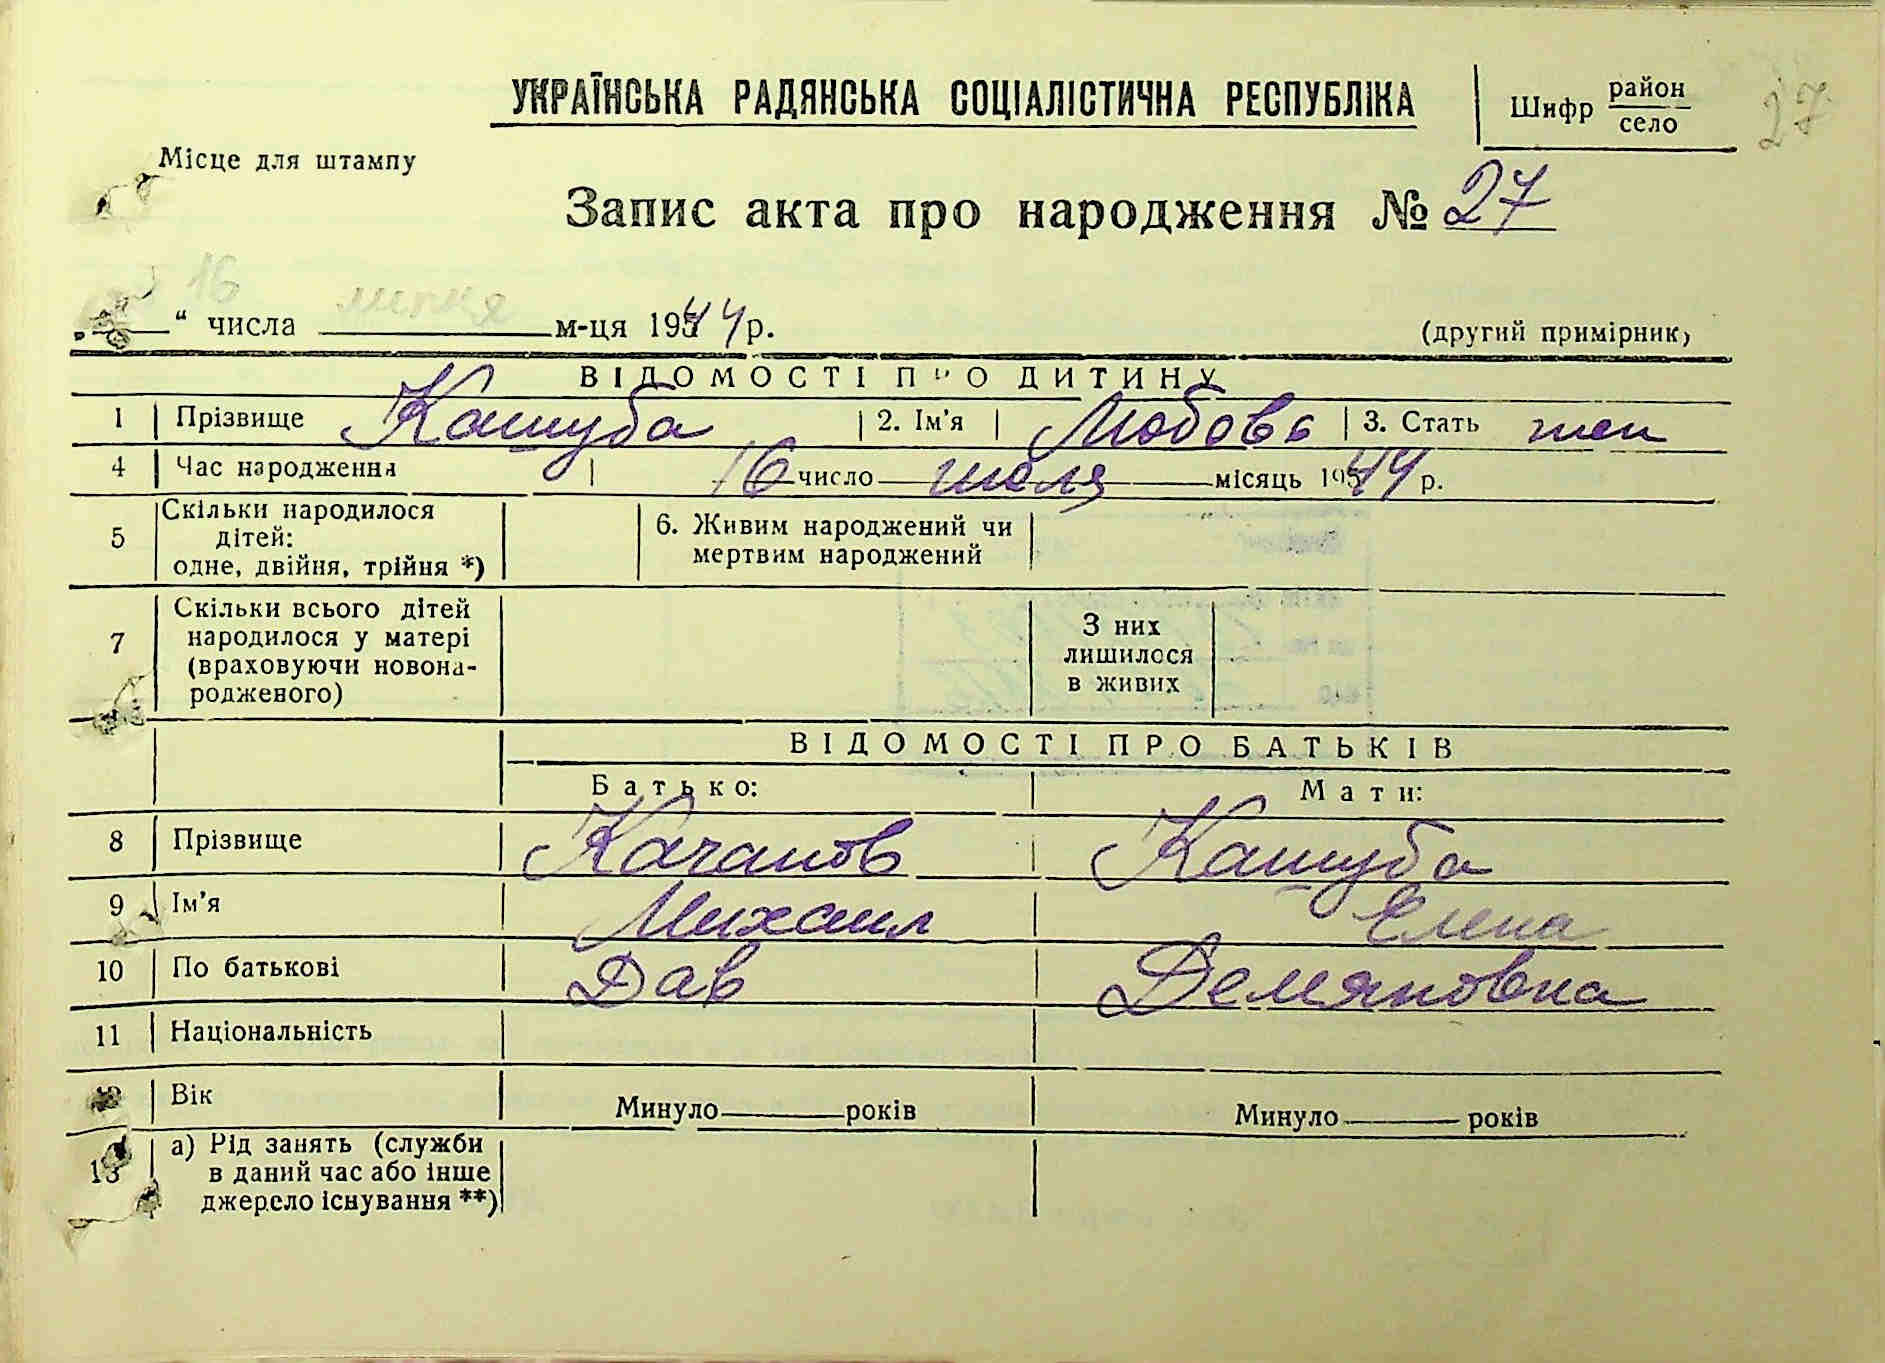 УКРАЇНСЬКА РАДЯНСЬКА СОЦІАЛІСТИЧНА РЕСПУБЛІКА
Шифр район
село
27
Місце для штампу
Запис акта про народження № 27
„ “ 16 числа липня м-ця 1944 р.
(другий примірник)
ВІДОМОСТІ ПРО ДИТИНУ
1 Прізвище Кашуба 2. Ім’я Любовь 3. Стать жен
4 Час народження 16 число июля місяць 1944 р.
5 Скільки народилося
дітей:
одне, двійня, трійня *)
6. Живим народжений чи
мертвим народжений
7 Скільки всього дітей
народилося у матері
(враховуючи новона-
родженого)
З них
лишилося
в живих
ВІДОМОСТІ ПРО БАТЬКІВ
Батько: Мати:
8 Прізвище Качанов Кашуба
9 Ім’я Михаил Елена
10 По батькові Дав Демяновна
11 Національність
12 Вік Минуло років Минуло років
13 а) Рід занять (служби
в даний час або інше
джерело існування **)